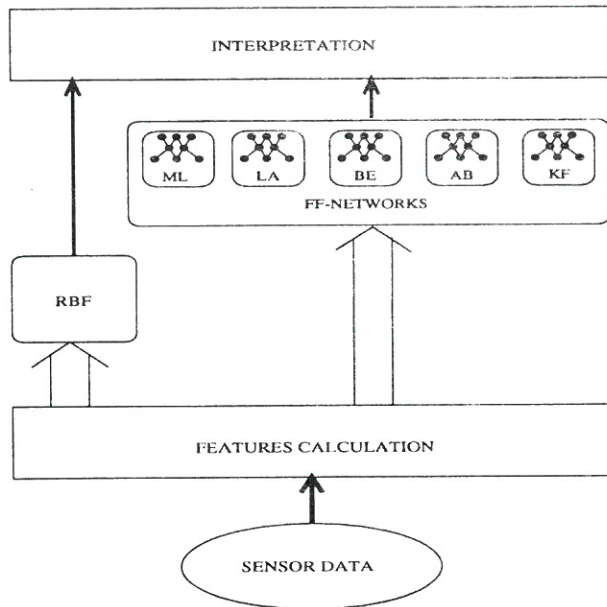 INTERPRETATION
ML LA BE AB KF
FF-NETWORKS
RBF
FEATURES CALCULATION
SENSOR DATA